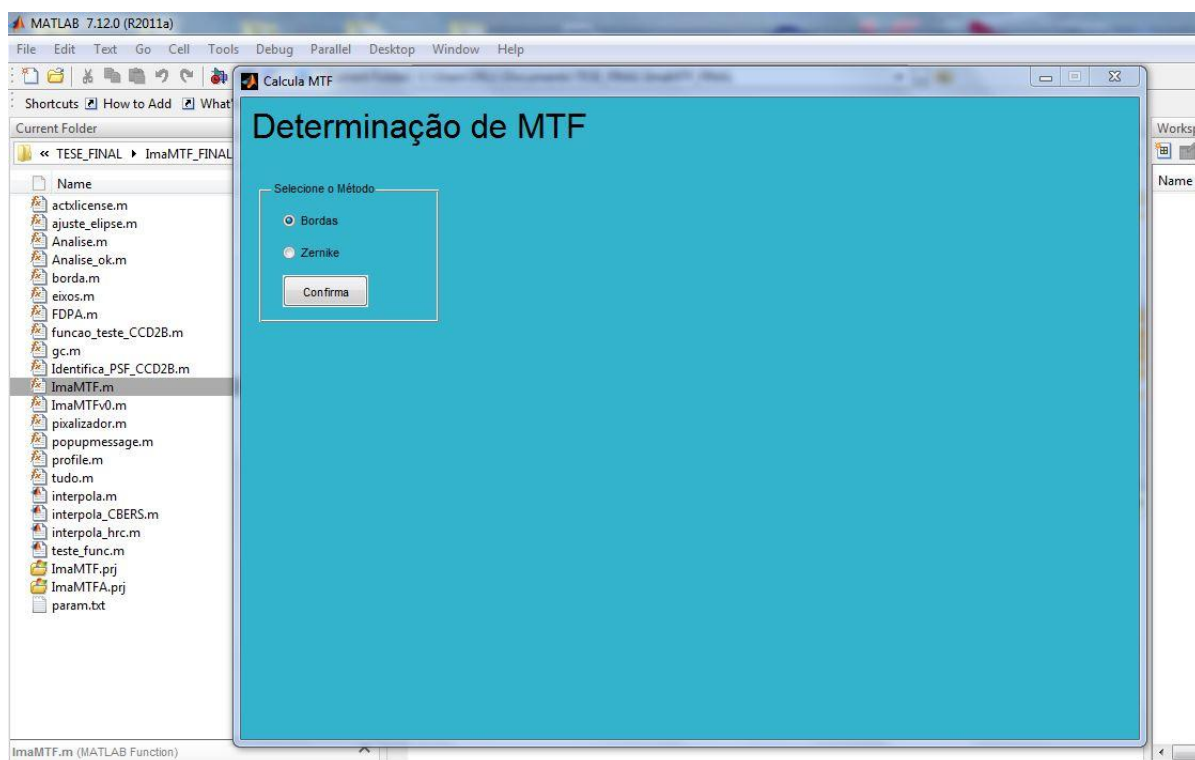 MATLAB 7.12.0 (R2011a)
File Edit Text Go Cell Tools Debug Parallel Desktop Window Help
Shortcuts How to Add What'
Calcula MTF
Current Folder
« TESE_FINAL ▸ ImaMTF_FINAL
Name
actxlicense.m
ajuste_elipse.m
Analise.m
Analise_ok.m
borda.m
eixos.m
FDPA.m
funcao_teste_CCD2B.m
gc.m
Identifica_PSF_CCD2B.m
ImaMTF.m
ImaMTFv0.m
pixalizador.m
popupmessage.m
profile.m
tudo.m
interpola.m
interpola_CBERS.m
interpola_hrc.m
teste_func.m
ImaMTF.prj
ImaMTFA.prj
param.txt
ImaMTF.m (MATLAB Function)
Determinação de MTF
Selecione o Método
Bordas
Zernike
Confirma
Worksp
Name